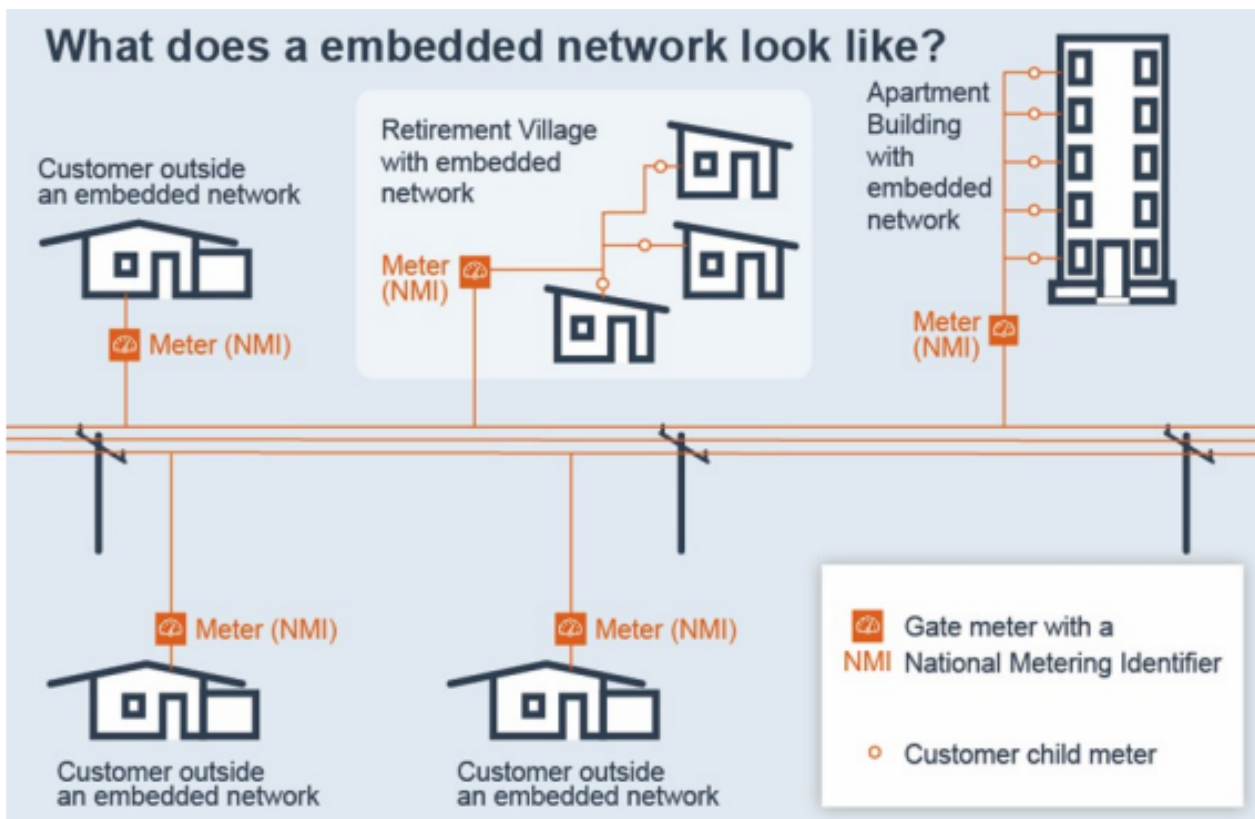 What does a embedded network look like?
Customer outside
an embedded network
Meter (NMI)
Retirement Village
with embedded
network
Meter
(NMI)
Apartment
Building
with
embedded
network
Meter
(NMI)
Meter (NMI)
Customer outside
an embedded network
Meter (NMI)
Customer outside
an embedded network
Gate meter with a
NMI National Metering Identifier
Customer child meter